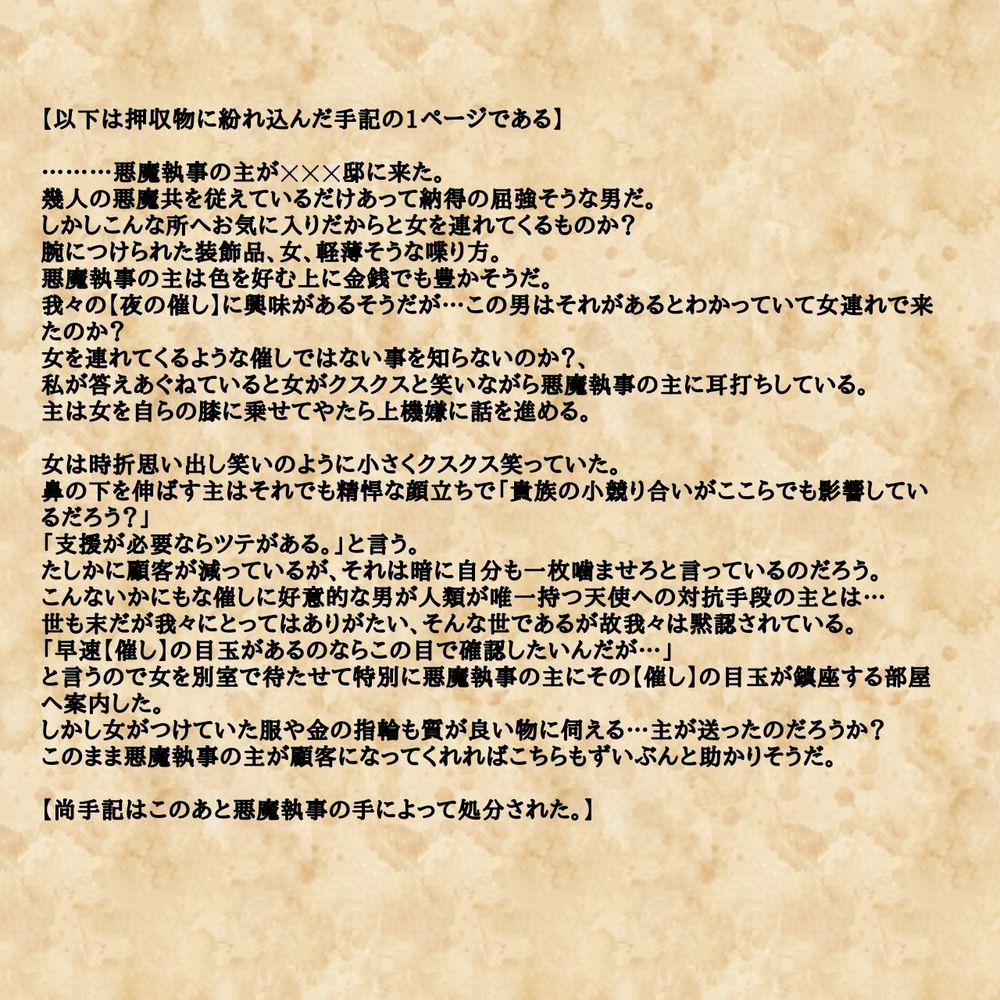 【以下は押収物に紛れ込んだ手記の1ページである】
………悪魔執事の主が×××邸に来た。
幾人の悪魔共を従えているだけあって納得の屈強そうな男だ。
しかしこんな所へお気に入りだからと女を連れてくるものか？
腕につけられた装飾品、女、軽薄そうな喋り方。
悪魔執事の主は色を好む上に金銭でも豊かそうだ。
我々の【夜の催し】に興味があるそうだが…この男はそれがあるとわかっていて女連れで来
たのか？
女を連れてくるような催しではない事を知らないのか？、
私が答えあぐねていると女がクスクスと笑いながら悪魔執事の主に耳打ちしている。
主は女を自らの膝に乗せてやたら上機嫌に話を進める。
女は時折思い出し笑いのように小さくクスクス笑っていた。
鼻の下を伸ばす主はそれでも精悍な顔立ちで「貴族の小競り合いがここらでも影響してい
るだろう？」
「支援が必要ならツテがある。」と言う。
たしかに顧客が減っているが、それは暗に自分も一枚噛ませろと言っているのだろう。
こんないかにもな催しに好意的な男が人類が唯一持つ天使への対抗手段の主とは…
世も末だが我々にとってはありがたい、そんな世であるが故我々は黙認されている。
「早速【催し】の目玉があるのならこの目で確認したいんだが…」
と言うので女を別室で待たせて特別に悪魔執事の主にその【催し】の目玉が鎮座する部屋
へ案内した。
しかし女がつけていた服や金の指輪も質が良い物に伺える…主が送ったのだろうか？
このまま悪魔執事の主が顧客になってくれればこちらもずいぶんと助かりそうだ。
【尚手記はこのあと悪魔執事の手によって処分された。】